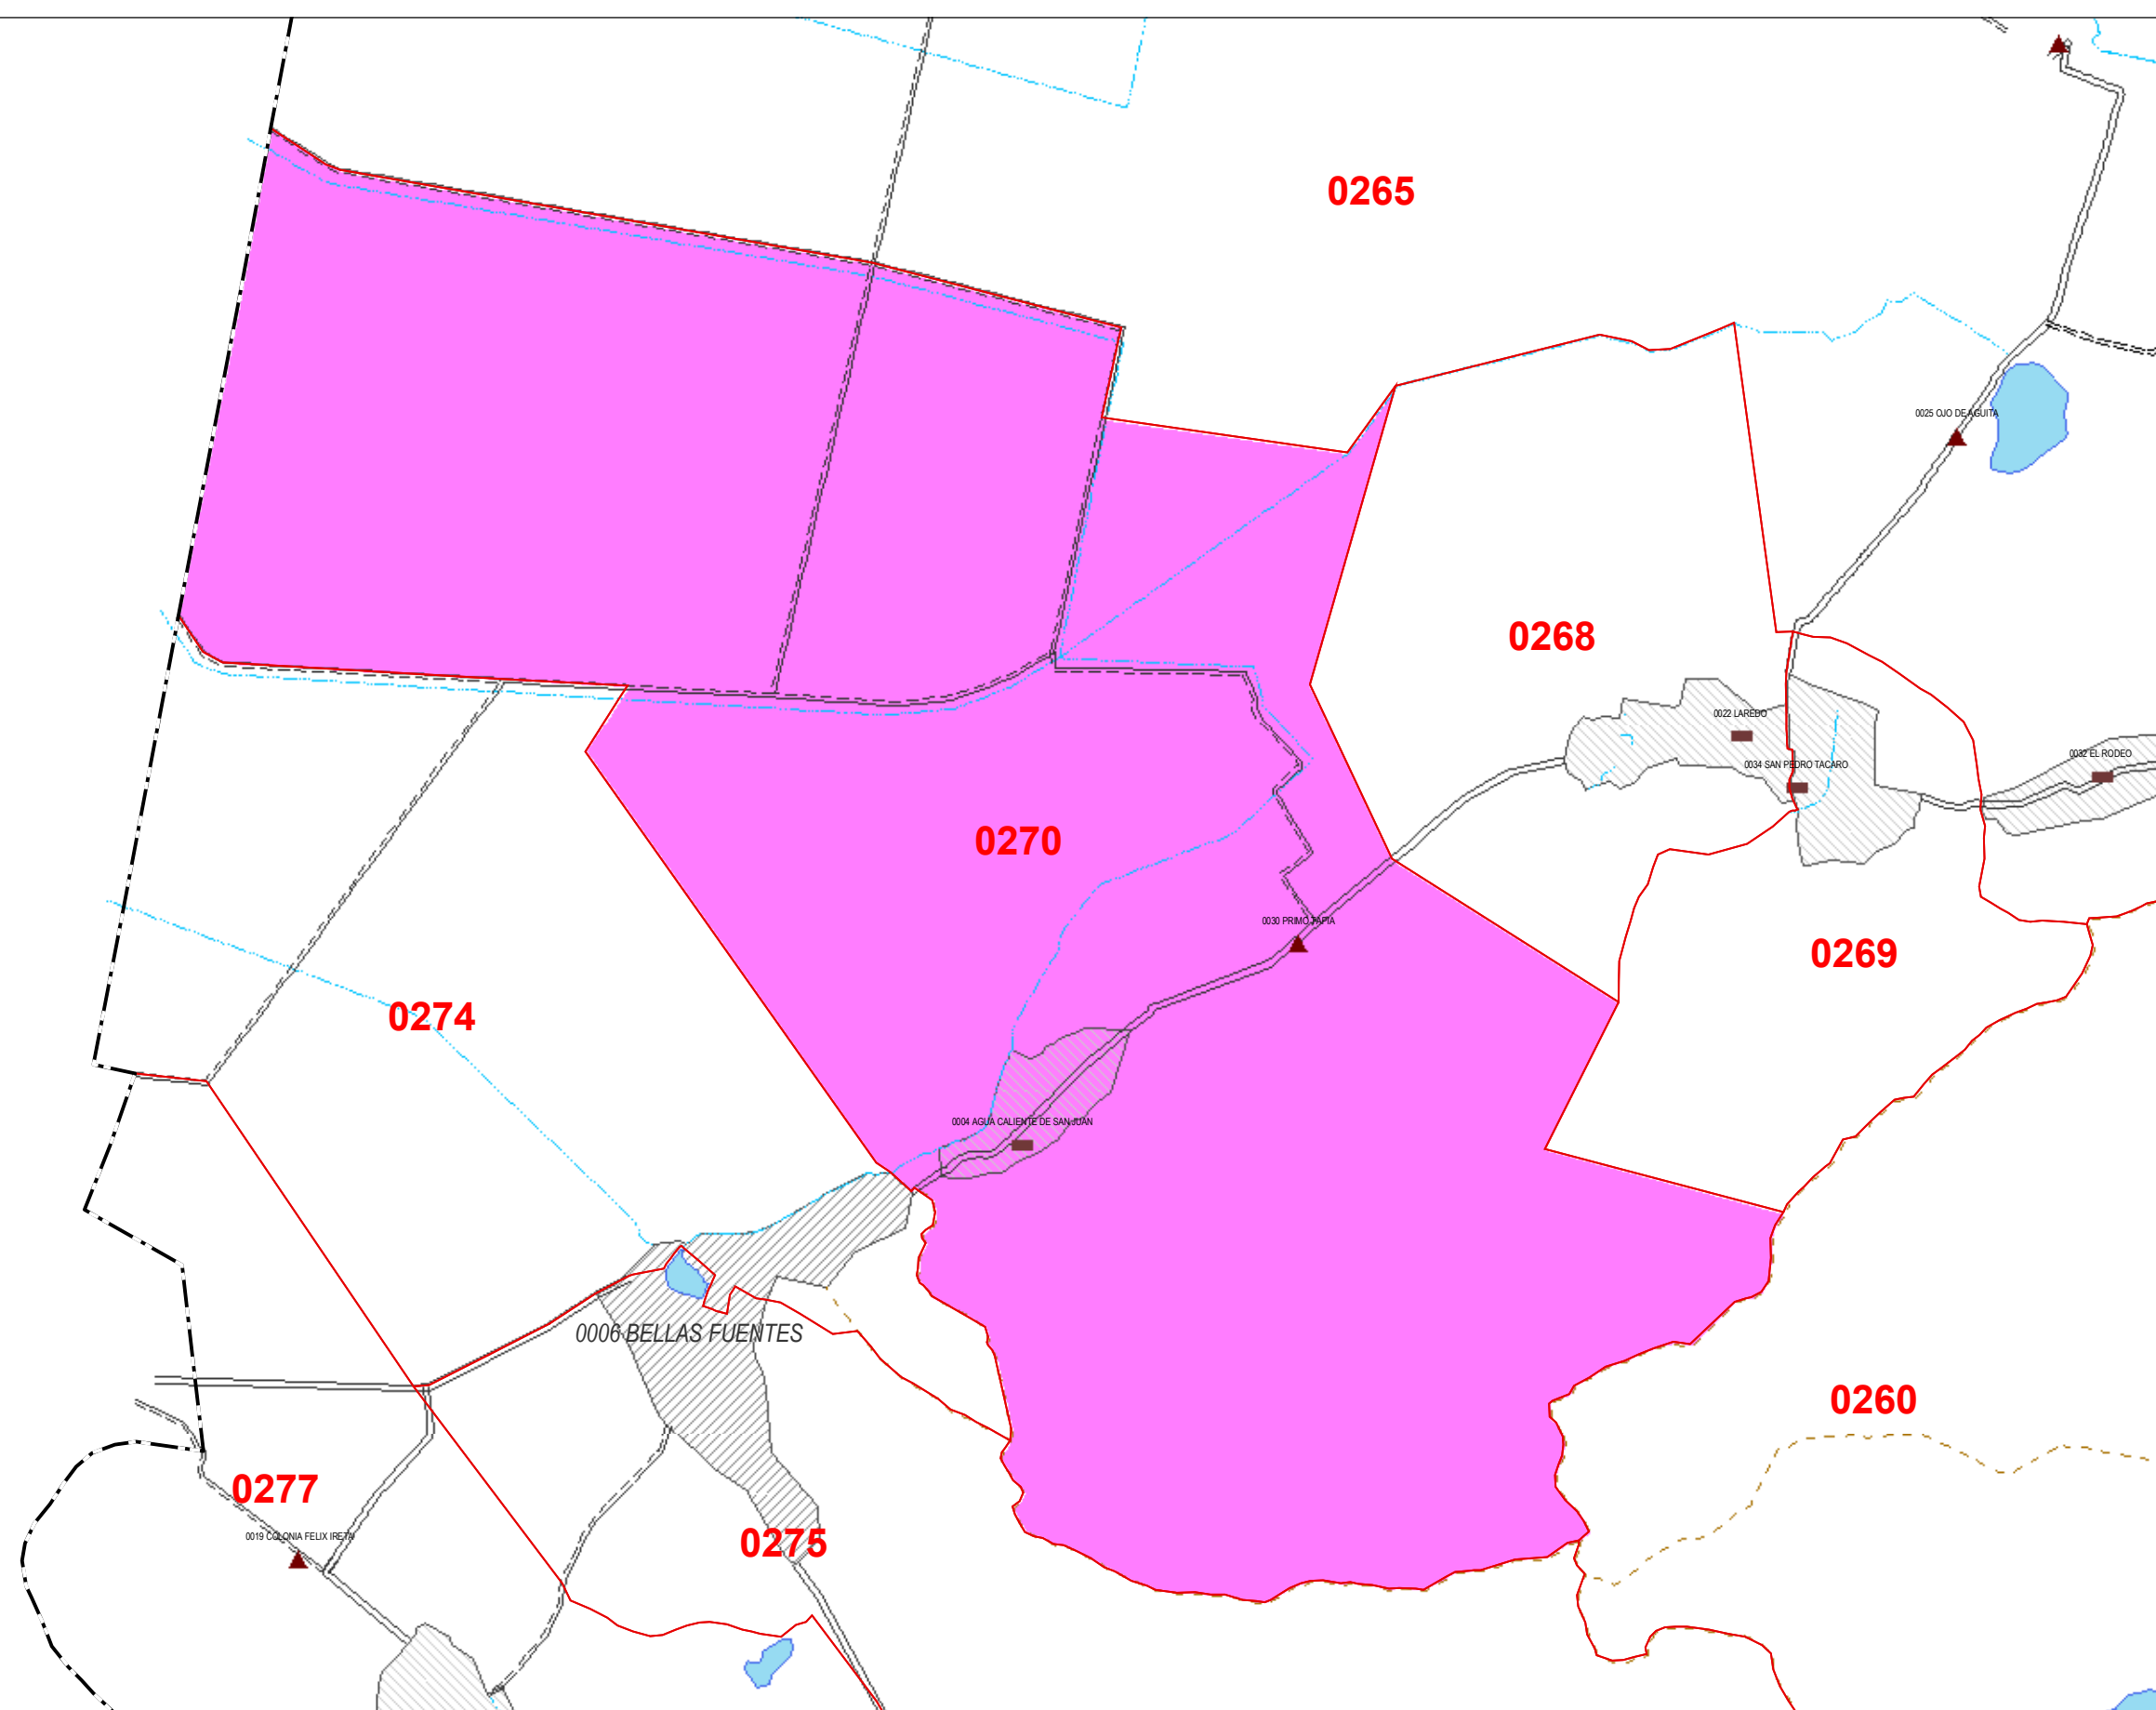 0265
0025 OJO DE AGUITA
0268
0022 LAREDO
0032 EL RODEO
0034 SAN PEDRO TACARO
0270
0030 PRIMO TAPIA
0269
0274
0004 AGUA CALIENTE DE SAN JUAN
0006 BELLAS FUENTES
0260
0277
0019 COLONIA FELIX IRETA
0275